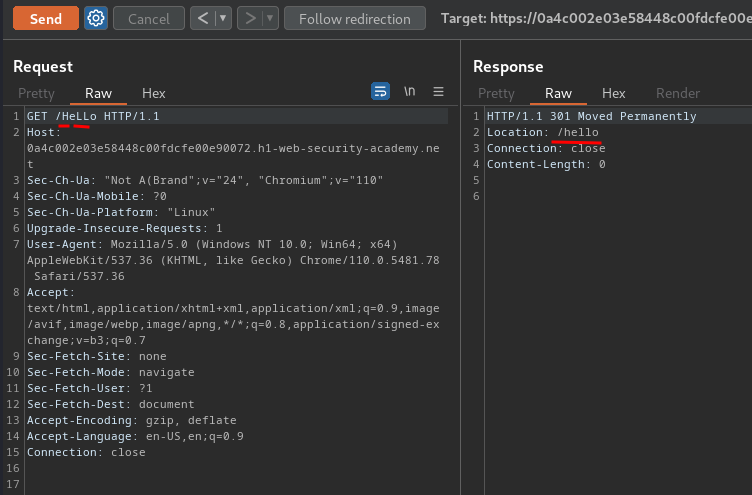 Send Cancel < > Follow redirection Target: https://0a4c002e03e58448c00fdcfe00e
Request
Pretty Raw Hex \n
1 GET /HeLLo HTTP/1.1
2 Host:
0a4c002e03e58448c00fdcfe00e90072.h1-web-security-academy.ne
t
3 Sec-Ch-Ua: "Not A(Brand";v="24", "Chromium";v="110"
4 Sec-Ch-Ua-Mobile: ?0
5 Sec-Ch-Ua-Platform: "Linux"
6 Upgrade-Insecure-Requests: 1
7 User-Agent: Mozilla/5.0 (Windows NT 10.0; Win64; x64)
AppleWebKit/537.36 (KHTML, like Gecko) Chrome/110.0.5481.78
Safari/537.36
8 Accept:
text/html,application/xhtml+xml,application/xml;q=0.9,image
/avif,image/webp,image/apng,*/*;q=0.8,application/signed-ex
change;v=b3;q=0.7
9 Sec-Fetch-Site: none
10 Sec-Fetch-Mode: navigate
11 Sec-Fetch-User: ?1
12 Sec-Fetch-Dest: document
13 Accept-Encoding: gzip, deflate
14 Accept-Language: en-US,en;q=0.9
15 Connection: close
16
17
Response
Pretty Raw Hex Render
1 HTTP/1.1 301 Moved Permanently
2 Location: /hello
3 Connection: close
4 Content-Length: 0
5
6